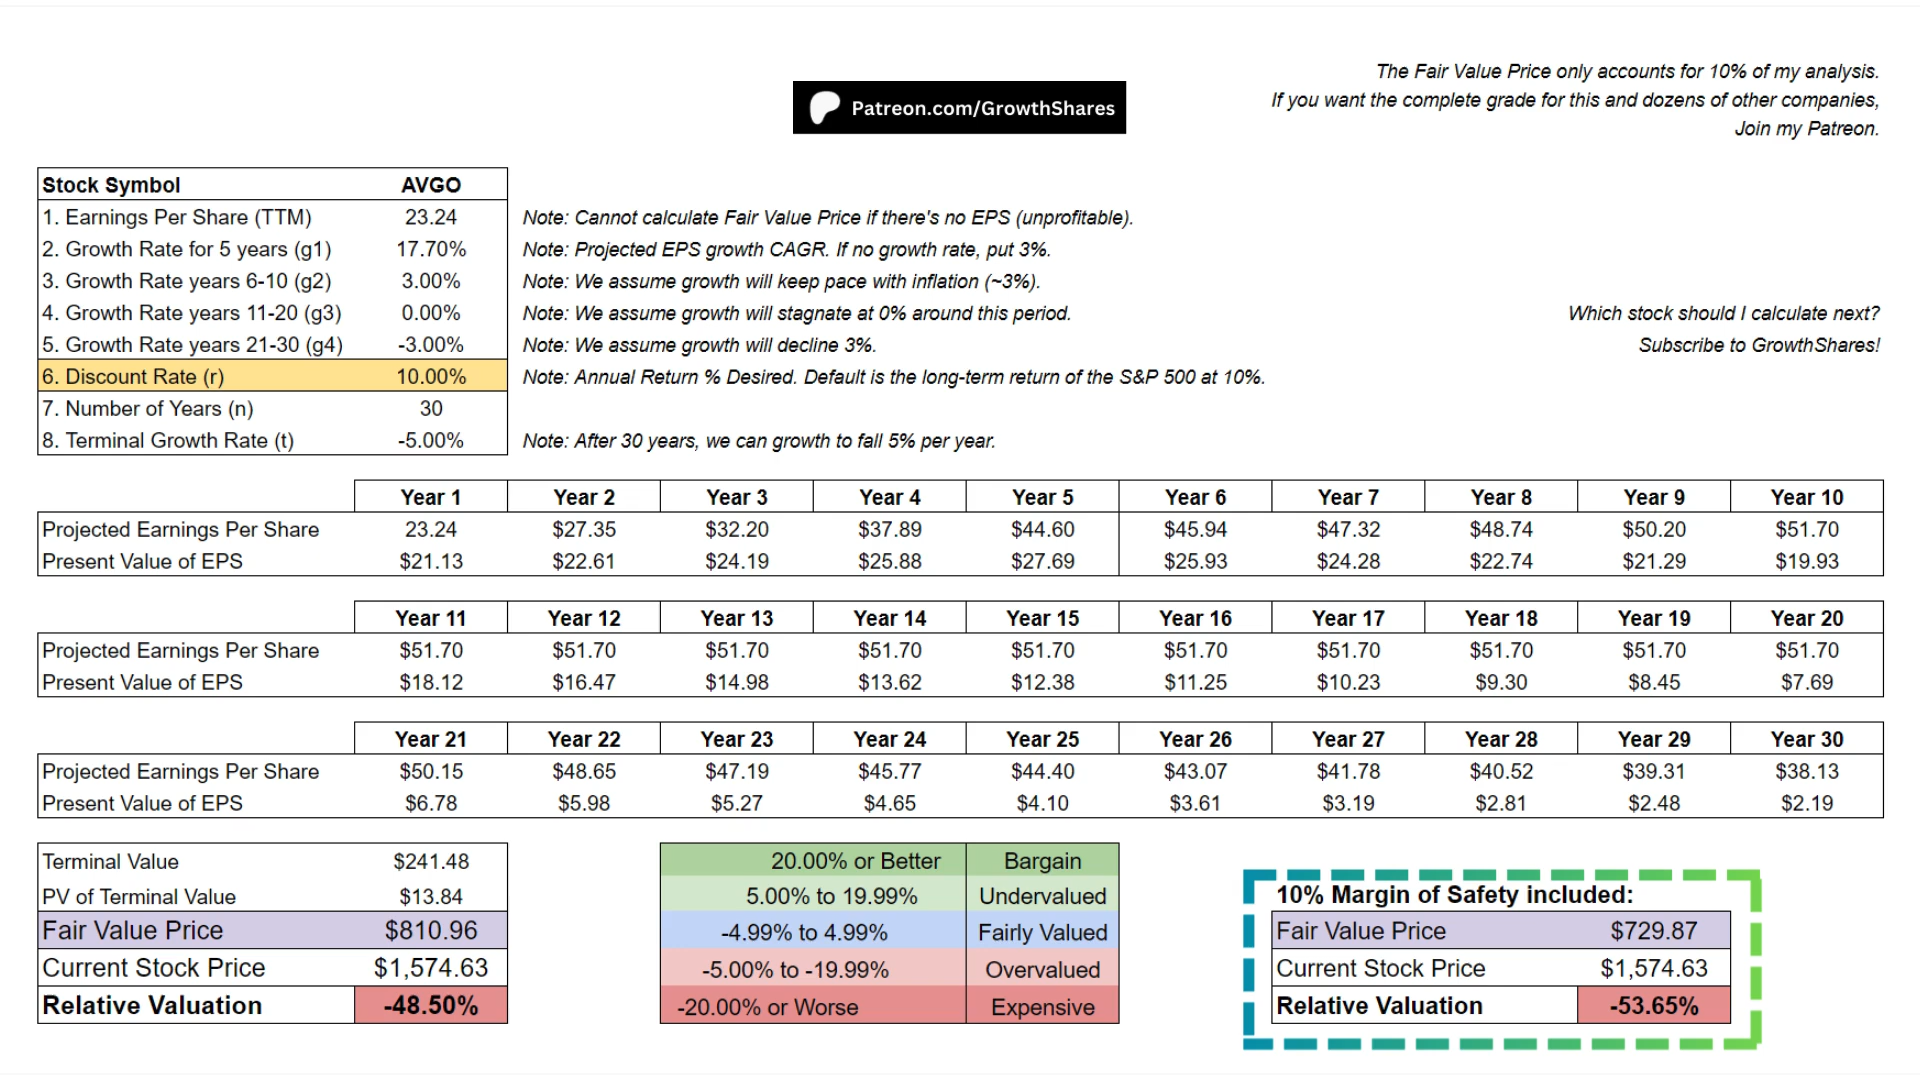 The Fair Value Price only accounts for 10% of my analysis.
If you want the complete grade for this and dozens of other companies,
Join my Patreon.
Patreon.com/GrowthShares
Stock Symbol AVGO
1. Earnings Per Share (TTM) 23.24 Note: Cannot calculate Fair Value Price if there's no EPS (unprofitable).
2. Growth Rate for 5 years (g1) 17.70% Note: Projected EPS growth CAGR. If no growth rate, put 3%.
3. Growth Rate years 6-10 (g2) 3.00% Note: We assume growth will keep pace with inflation (~3%).
4. Growth Rate years 11-20 (g3) 0.00% Note: We assume growth will stagnate at 0% around this period. Which stock should I calculate next?
5. Growth Rate years 21-30 (g4) -3.00% Note: We assume growth will decline 3%. Subscribe to GrowthShares!
6. Discount Rate (r) 10.00% Note: Annual Return % Desired. Default is the long-term return of the S&P 500 at 10%.
7. Number of Years (n) 30
8. Terminal Growth Rate (t) -5.00% Note: After 30 years, we can growth to fall 5% per year.
Year 1 Year 2 Year 3 Year 4 Year 5 Year 6 Year 7 Year 8 Year 9 Year 10
Projected Earnings Per Share 23.24 $27.35 $32.20 $37.89 $44.60 $45.94 $47.32 $48.74 $50.20 $51.70
Present Value of EPS $21.13 $22.61 $24.19 $25.88 $27.69 $25.93 $24.28 $22.74 $21.29 $19.93
Year 11 Year 12 Year 13 Year 14 Year 15 Year 16 Year 17 Year 18 Year 19 Year 20
Projected Earnings Per Share $51.70 $51.70 $51.70 $51.70 $51.70 $51.70 $51.70 $51.70 $51.70 $51.70
Present Value of EPS $18.12 $16.47 $14.98 $13.62 $12.38 $11.25 $10.23 $9.30 $8.45 $7.69
Year 21 Year 22 Year 23 Year 24 Year 25 Year 26 Year 27 Year 28 Year 29 Year 30
Projected Earnings Per Share $50.15 $48.65 $47.19 $45.77 $44.40 $43.07 $41.78 $40.52 $39.31 $38.13
Present Value of EPS $6.78 $5.98 $5.27 $4.65 $4.10 $3.61 $3.19 $2.81 $2.48 $2.19
Terminal Value $241.48
PV of Terminal Value $13.84
Fair Value Price $810.96
Current Stock Price $1,574.63
Relative Valuation -48.50%
20.00% or Better Bargain
5.00% to 19.99% Undervalued
-4.99% to 4.99% Fairly Valued
-5.00% to -19.99% Overvalued
-20.00% or Worse Expensive
10% Margin of Safety included:
Fair Value Price $729.87
Current Stock Price $1,574.63
Relative Valuation -53.65%